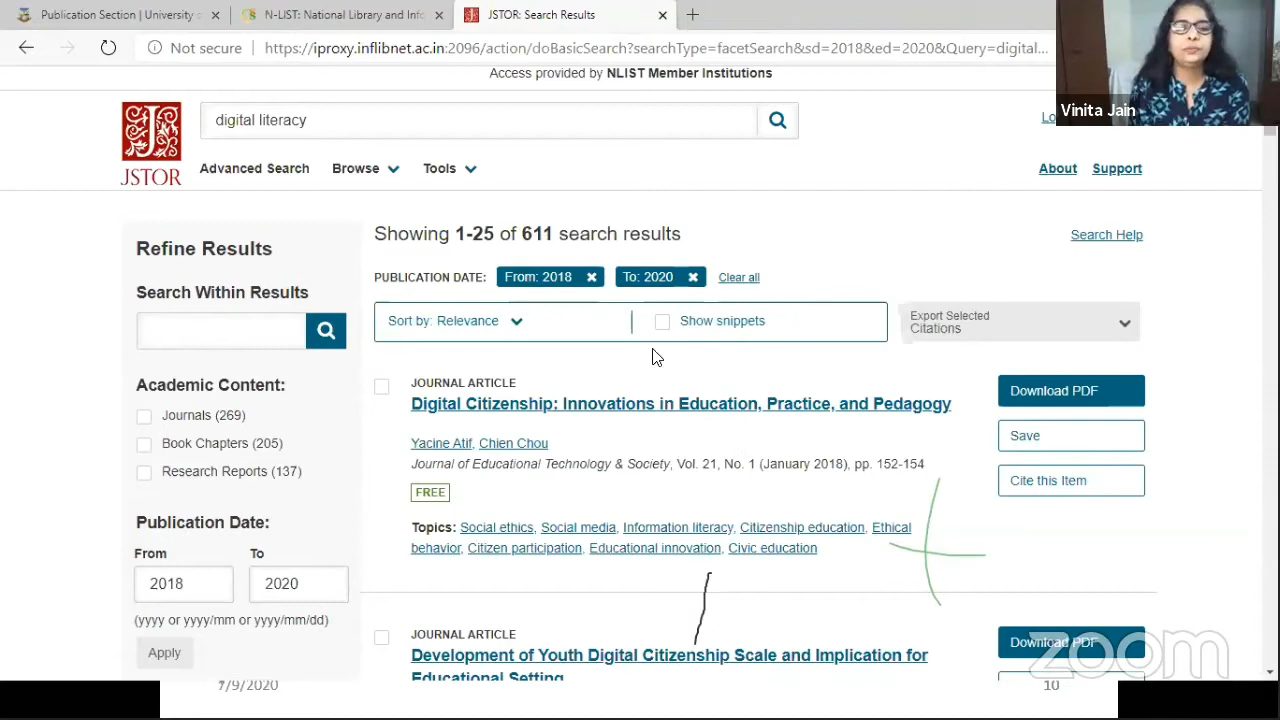 Publication Section | University
N-LIST: National Library and Info
JSTOR: Search Results
Not secure
https://iproxy.inflibnet.ac.in:2096/action/doBasicSearch?searchType=facetSearch&sd=2018&ed=2020&Query=digital...
Access provided by NLIST Member Institutions
Vinita Jain
digital literacy
JSTOR
Advanced Search
Browse
Tools
About
Support
Refine Results
Search Within Results
Academic Content:
Journals (269)
Book Chapters (205)
Research Reports (137)
Publication Date:
From
To
2018
2020
(yyyy or yyyy/mm or yyyy/mm/dd)
Apply
Showing 1-25 of 611 search results
Search Help
PUBLICATION DATE:
From: 2018
To: 2020
Clear all
Sort by: Relevance
Show snippets
Export Selected
Citations
JOURNAL ARTICLE
Digital Citizenship: Innovations in Education, Practice, and Pedagogy
Yacine Atif, Chien Chou
Journal of Educational Technology & Society, Vol. 21, No. 1 (January 2018), pp. 152-154
FREE
Topics: Social ethics, Social media, Information literacy, Citizenship education, Ethical
behavior, Citizen participation, Educational innovation, Civic education
Download PDF
Save
Cite this Item
JOURNAL ARTICLE
Development of Youth Digital Citizenship Scale and Implication for
Educational Setting
Download PDF
zoom
7/9/2020
10